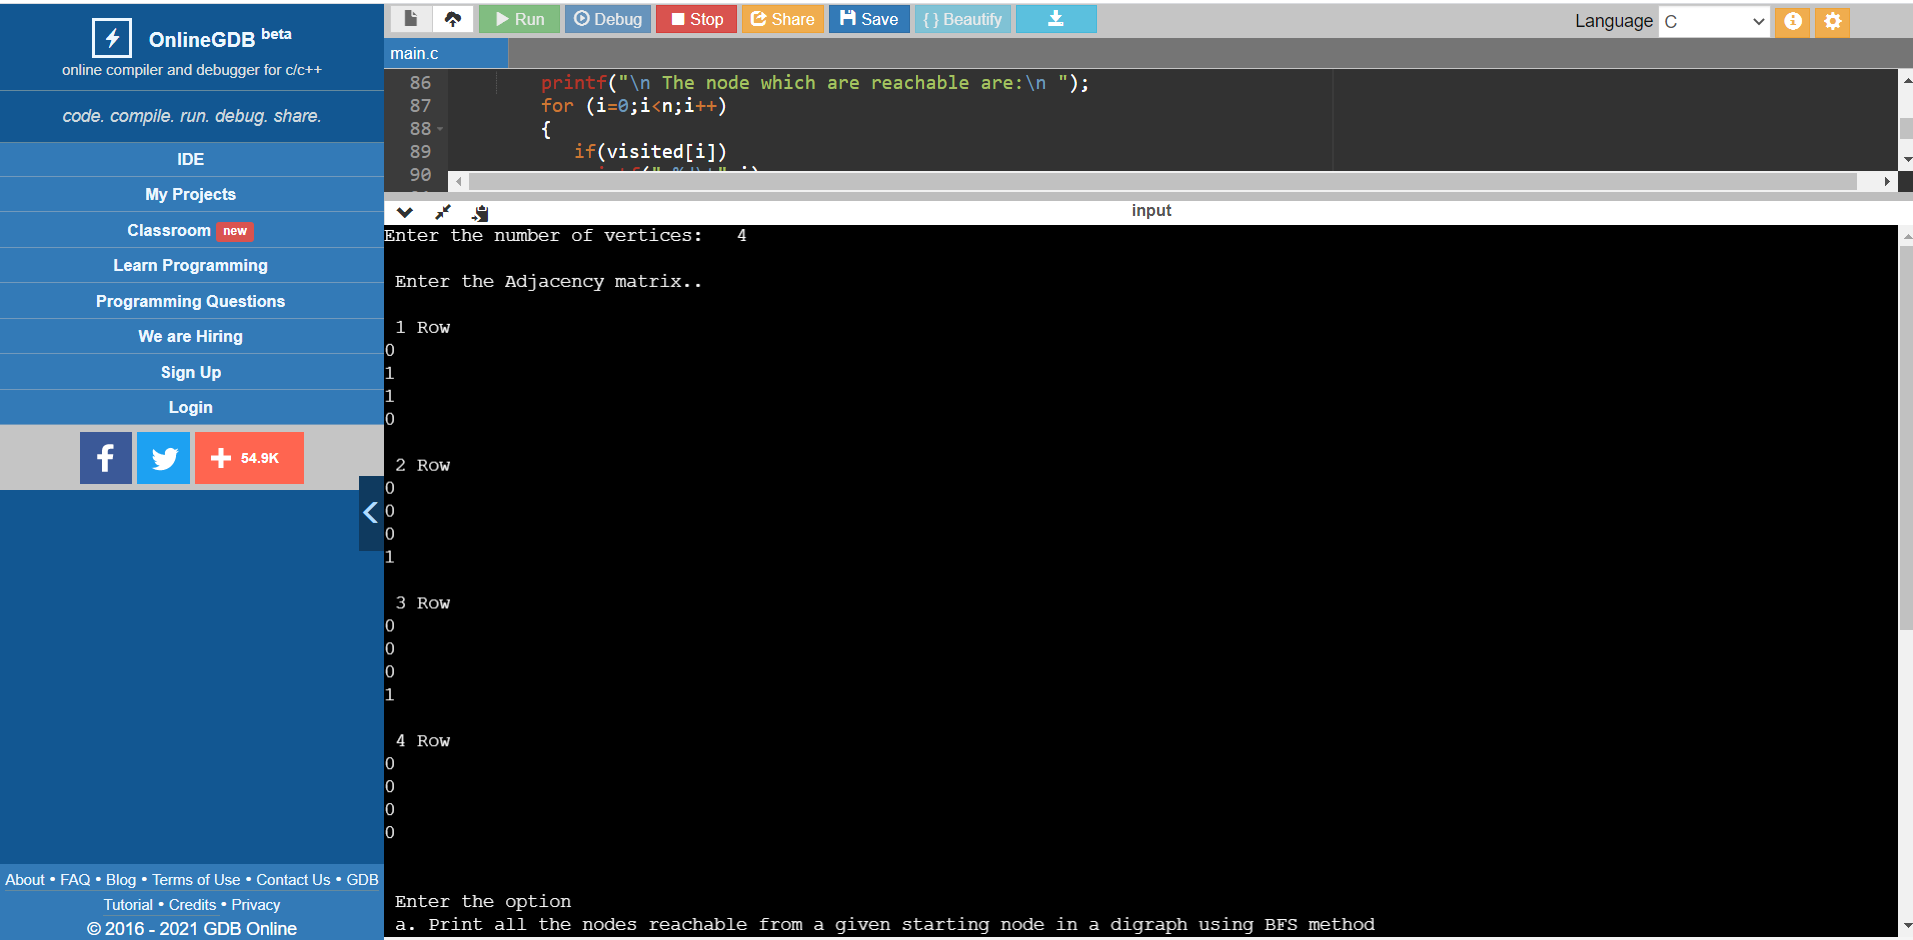 OnlineGDB beta
online compiler and debugger for c/c++
code. compile. run. debug. share.
IDE
My Projects
Classroom new
Learn Programming
Programming Questions
We are Hiring
Sign Up
Login
54.9K
About • FAQ • Blog • Terms of Use • Contact Us • GDB
Tutorial • Credits • Privacy
© 2016 - 2021 GDB Online
Run Debug Stop Share Save { } Beautify
Language C
main.c
86 printf("\n The node which are reachable are:\n ");
87 for (i=0;i<n;i++)
88 {
89 if(visited[i])
90
input
Enter the number of vertices: 4
Enter the Adjacency matrix..
1 Row
0
1
1
0
2 Row
0
0
0
1
3 Row
0
0
0
1
4 Row
0
0
0
0
Enter the option
a. Print all the nodes reachable from a given starting node in a digraph using BFS method